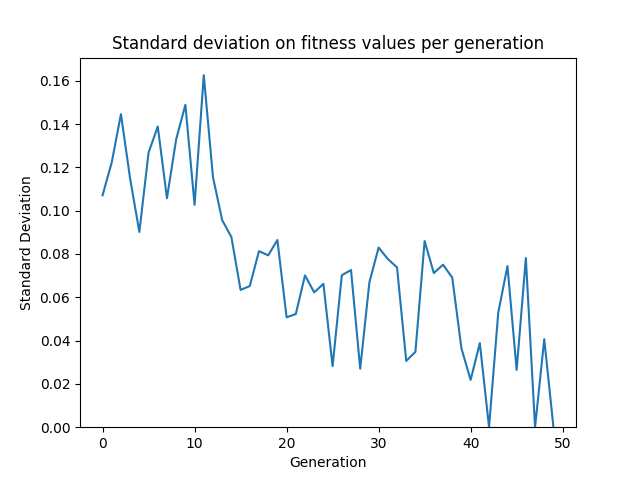 Standard deviation on fitness values per generation
0.16
0.14
0.12
0.10
0.08
0.06
0.04
0.02
0.00
Standard Deviation
0 10 20 30 40 50
Generation